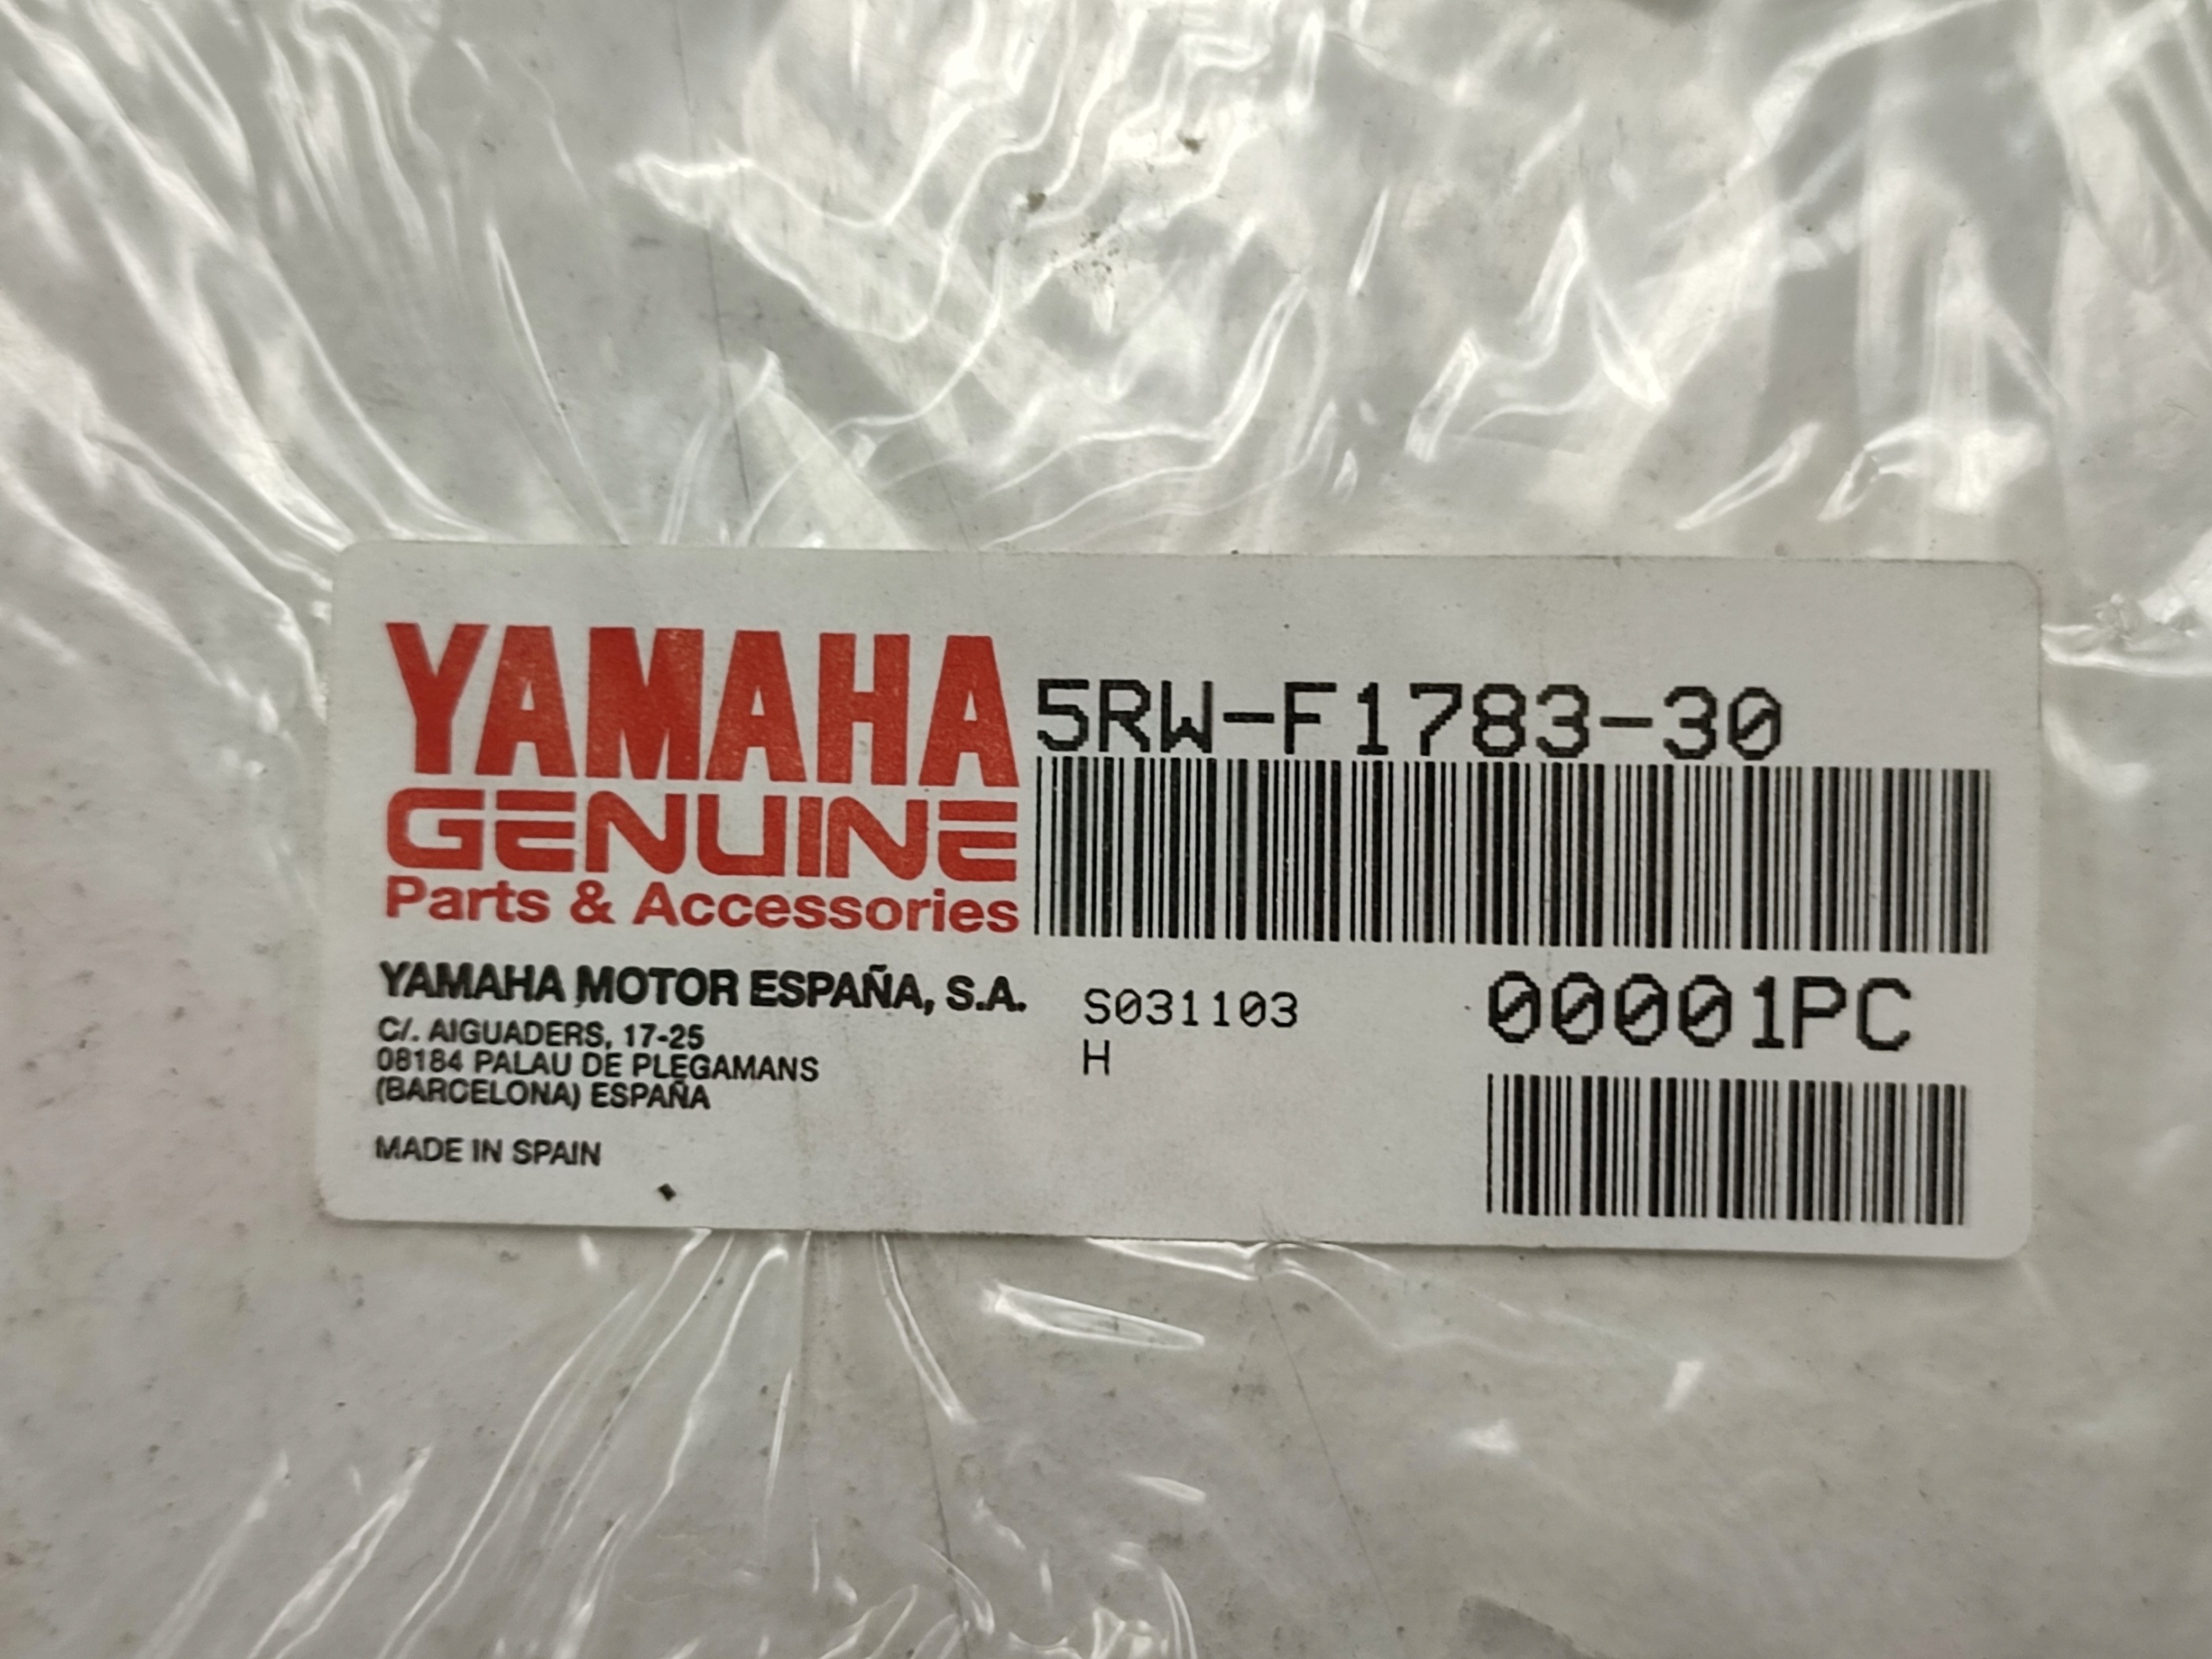 YAMAHA
GENUINE
Parts & Accessories
5RW-F1783-30
YAMAHA MOTOR ESPAÑA, S.A.
C/. AIGUADERS, 17-25
08184 PALAU DE PLEGAMANS
(BARCELONA) ESPAÑA
MADE IN SPAIN
S031103
H
00001PC